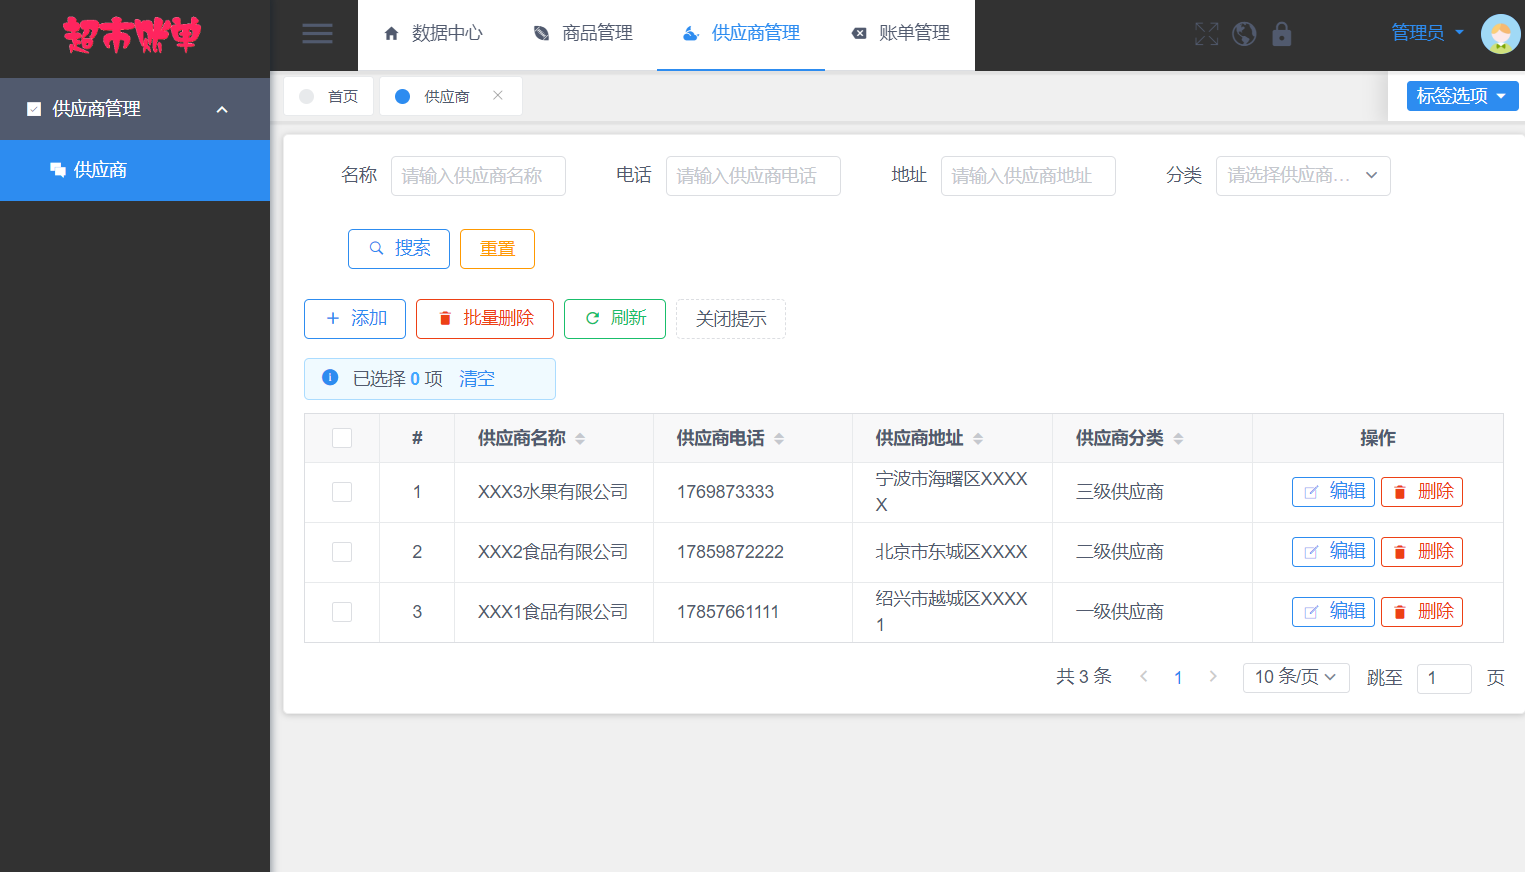 超市账单
数据中心
商品管理
供应商管理
账单管理
管理员
供应商管理
供应商
首页
供应商
标签选项
名称 请输入供应商名称
电话 请输入供应商电话
地址 请输入供应商地址
分类 请选择供应商...
搜索
重置
添加
批量删除
刷新
关闭提示
已选择 0 项 清空
# 供应商名称 供应商电话 供应商地址 供应商分类 操作
1 XXX3水果有限公司 1769873333 宁波市海曙区XXXX
X 三级供应商 编辑 删除
2 XXX2食品有限公司 17859872222 北京市东城区XXXX 二级供应商 编辑 删除
3 XXX1食品有限公司 17857661111 绍兴市越城区XXXX
1 一级供应商 编辑 删除
共 3 条 1 10 条/页 跳至 1 页